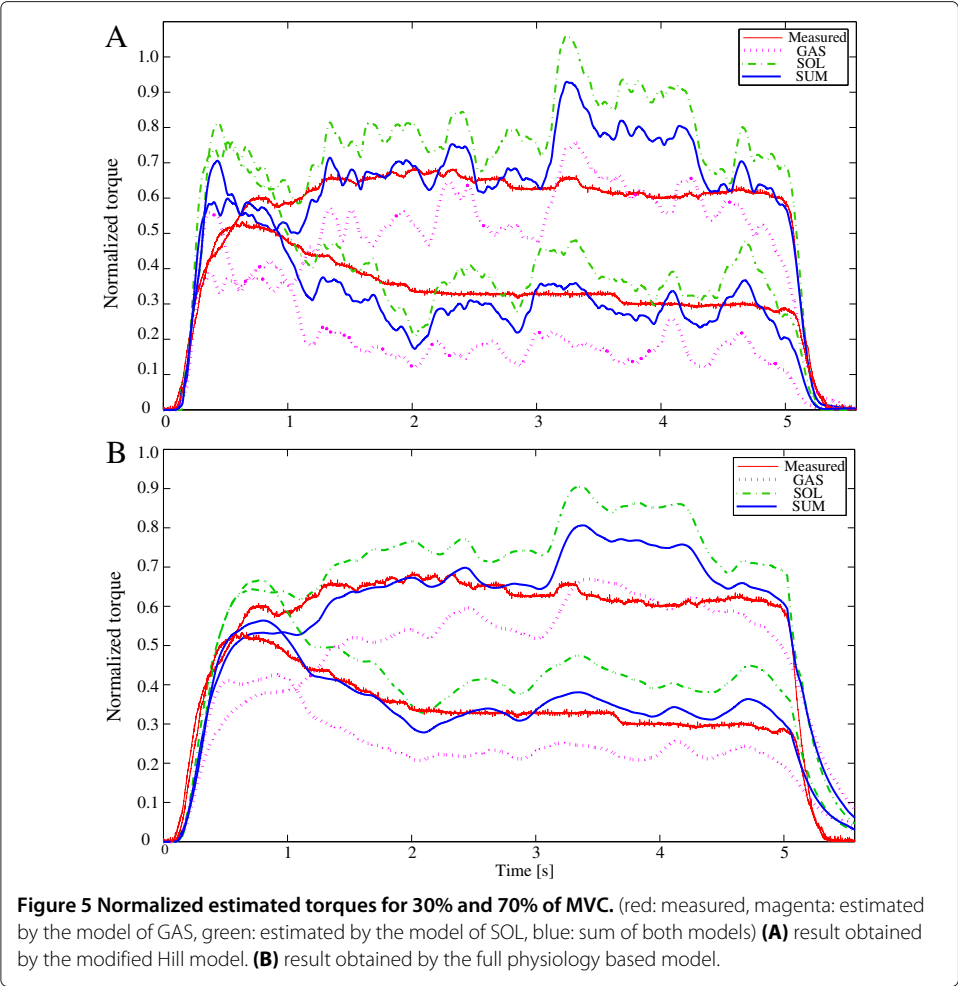 A
Measured
GAS
SOL
SUM
Normalized torque
1.0
0.9
0.8
0.7
0.6
0.5
0.4
0.3
0.2
0.1
0
0 1 2 3 4 5
B
Measured
GAS
SOL
SUM
Normalized torque
1.0
0.9
0.8
0.7
0.6
0.5
0.4
0.3
0.2
0.1
0
0 1 2 3 4 5
Time [s]
Figure 5 Normalized estimated torques for 30% and 70% of MVC. (red: measured, magenta: estimated
by the model of GAS, green: estimated by the model of SOL, blue: sum of both models) (A) result obtained
by the modified Hill model. (B) result obtained by the full physiology based model.